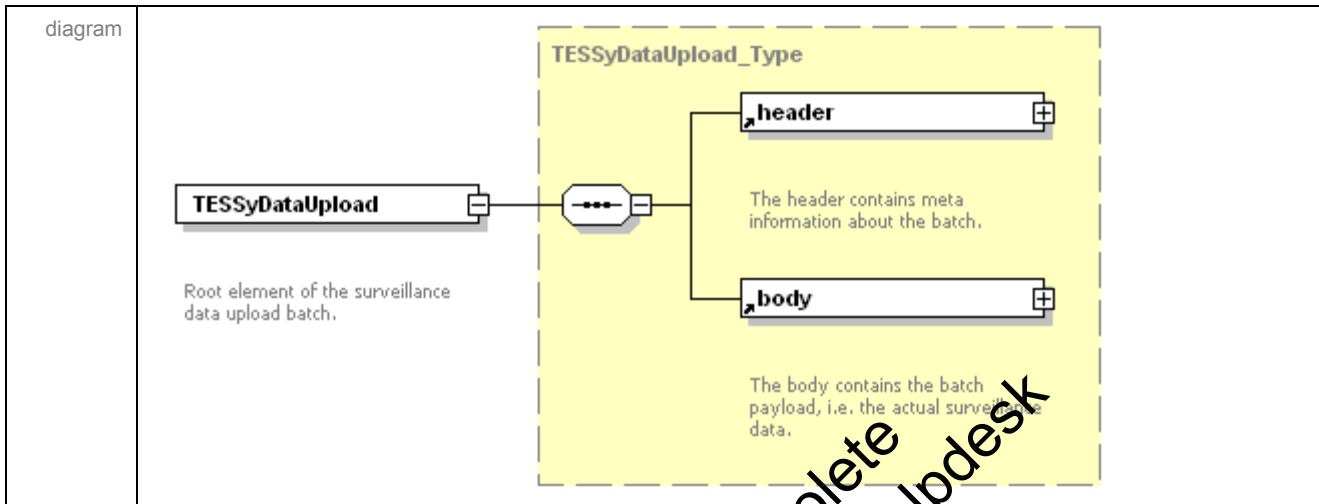 diagram
TESSyDataUpload_Type
header
The header contains meta
information about the batch.
TESSyDataUpload
Root element of the surveillance
data upload batch.
body
The body contains the batch
payload, i.e. the actual surveillance
data.